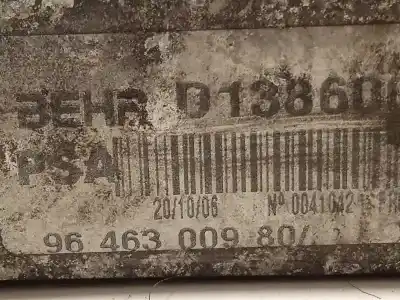 BEHR D13860
PSA
20/10/06 Nº 0041042
96 463 009 80/